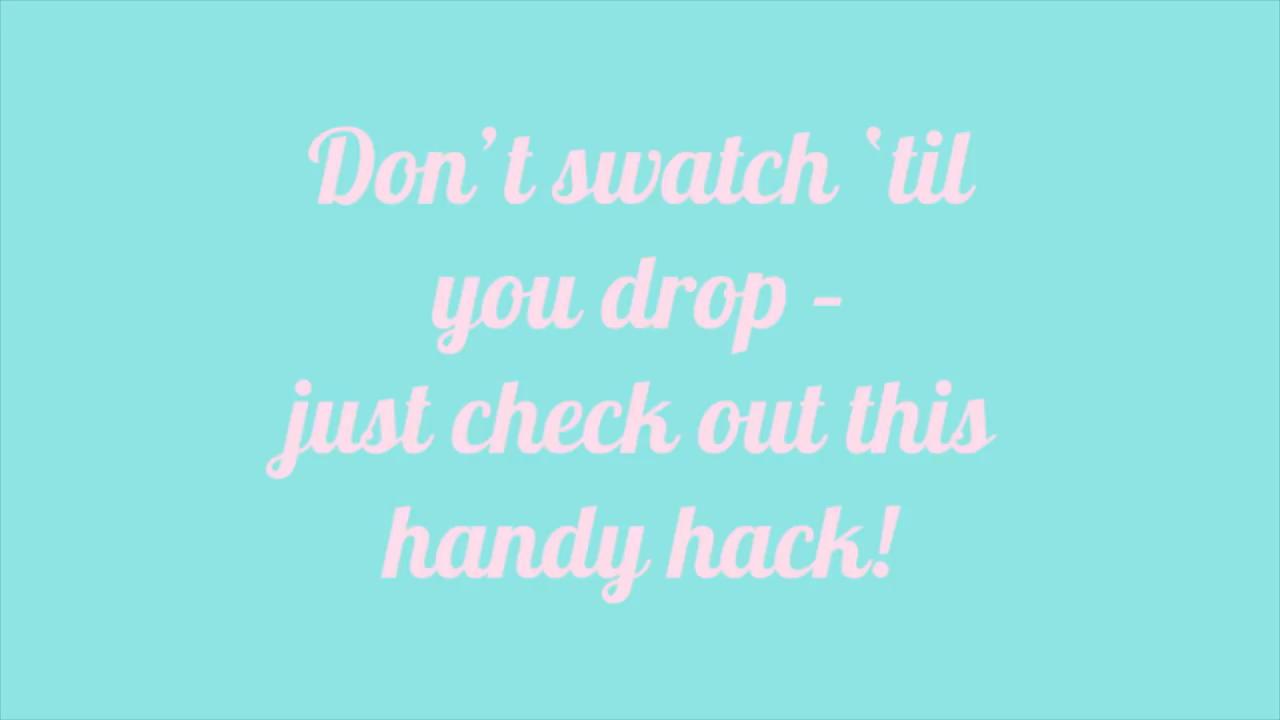 Don’t swatch ‘til
you drop –
just check out this
handy hack!